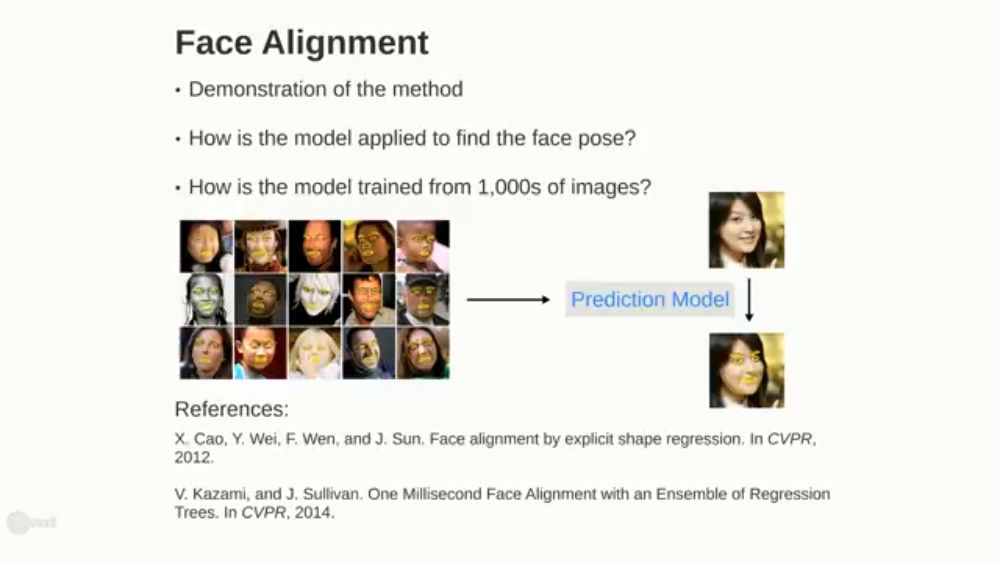 Face Alignment
• Demonstration of the method
• How is the model applied to find the face pose?
• How is the model trained from 1,000s of images?
Prediction Model
References:
X. Cao, Y. Wei, F. Wen, and J. Sun. Face alignment by explicit shape regression. In CVPR,
2012.
V. Kazami, and J. Sullivan. One Millisecond Face Alignment with an Ensemble of Regression
Trees. In CVPR, 2014.